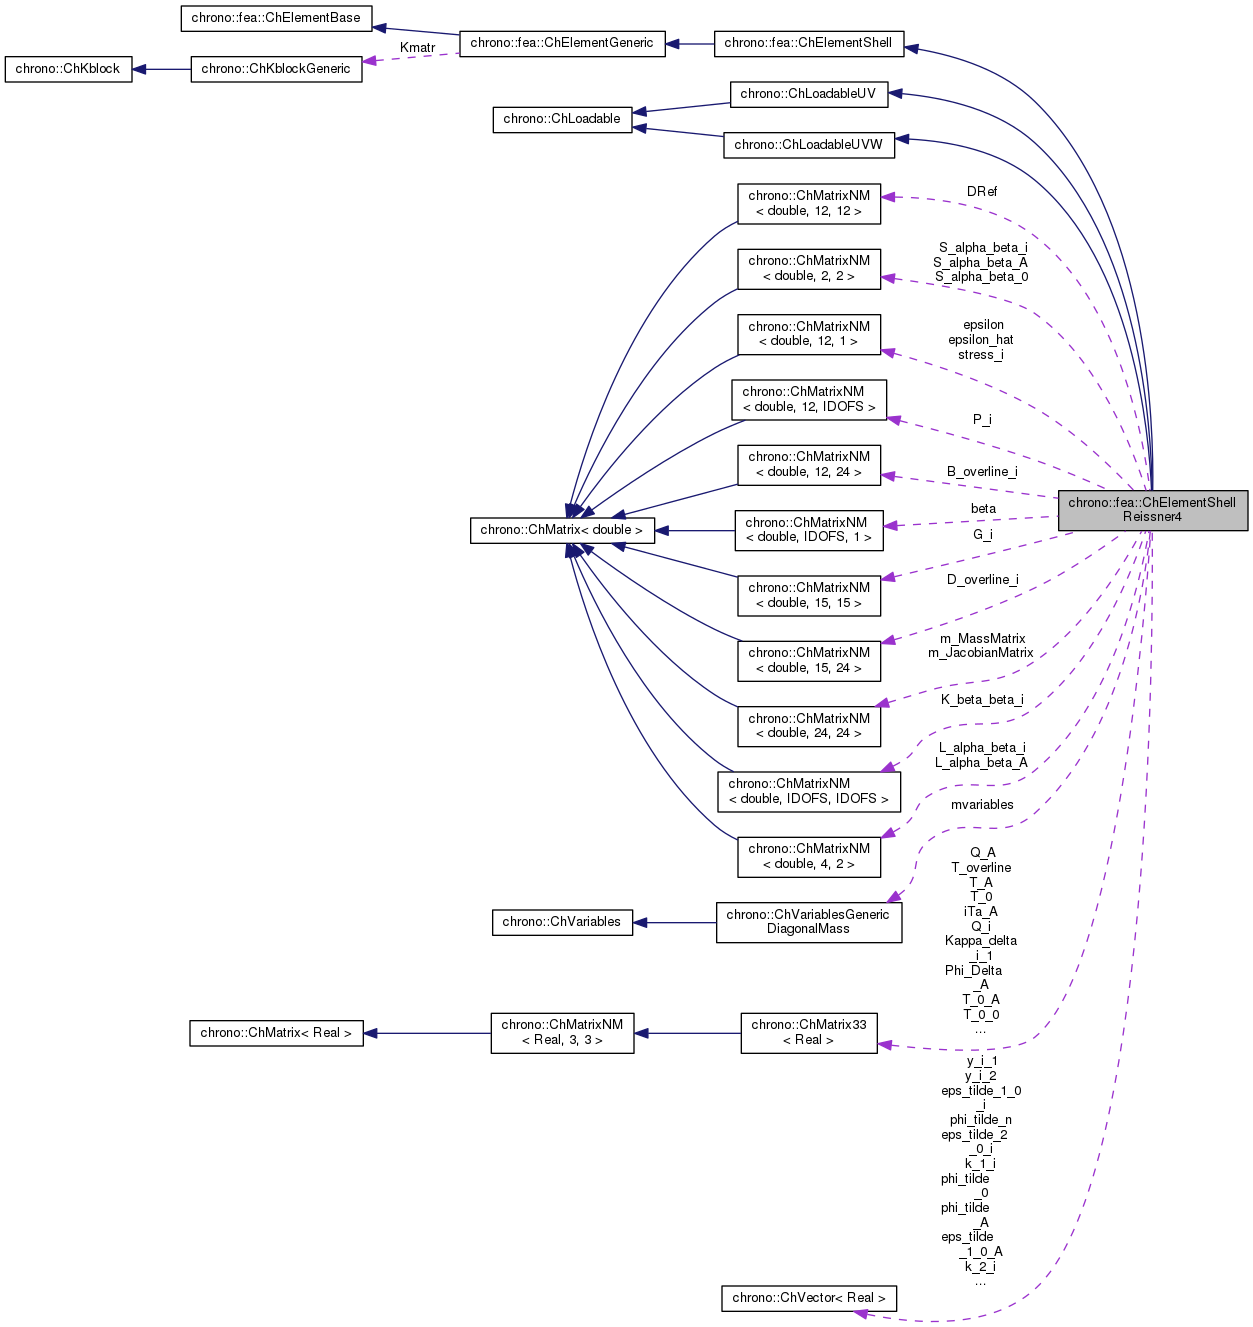 chrono::fea::ChElementBase
chrono::fea::ChElementGeneric
chrono::fea::ChElementShell
Kmatr
chrono::ChKblock
chrono::ChKblockGeneric
chrono::ChLoadableUV
chrono::ChLoadable
chrono::ChLoadableUVW
chrono::ChMatrixNM
< double, 12, 12 >
DRef
chrono::ChMatrixNM
< double, 2, 2 >
S_alpha_beta_i
S_alpha_beta_A
S_alpha_beta_0
chrono::ChMatrixNM
< double, 12, 1 >
epsilon
epsilon_hat
stress_i
chrono::ChMatrixNM
< double, 12, IDOFS >
P_i
chrono::ChMatrixNM
< double, 12, 24 >
B_overline_i
chrono::fea::ChElementShell
Reissner4
chrono::ChMatrix< double >
chrono::ChMatrixNM
< double, IDOFS, 1 >
beta
G_i
chrono::ChMatrixNM
< double, 15, 15 >
D_overline_i
chrono::ChMatrixNM
< double, 15, 24 >
m_MassMatrix
m_JacobianMatrix
chrono::ChMatrixNM
< double, 24, 24 >
K_beta_beta_i
chrono::ChMatrixNM
< double, IDOFS, IDOFS >
L_alpha_beta_i
L_alpha_beta_A
chrono::ChMatrixNM
< double, 4, 2 >
mvariables
chrono::ChVariables
chrono::ChVariablesGeneric
DiagonalMass
Q_A
T_overline
T_A
T_0
iTa_A
Q_i
Kappa_delta
_i_1
Phi_Delta
_A
T_0_A
T_0_0
...
chrono::ChMatrix< Real >
chrono::ChMatrixNM
< Real, 3, 3 >
chrono::ChMatrix33
< Real >
y_i_1
y_i_2
eps_tilde_1_0
_i
phi_tilde_n
eps_tilde_2
_0_i
k_1_i
phi_tilde
_0
phi_tilde
_A
eps_tilde
_1_0_A
k_2_i
...
chrono::ChVector< Real >